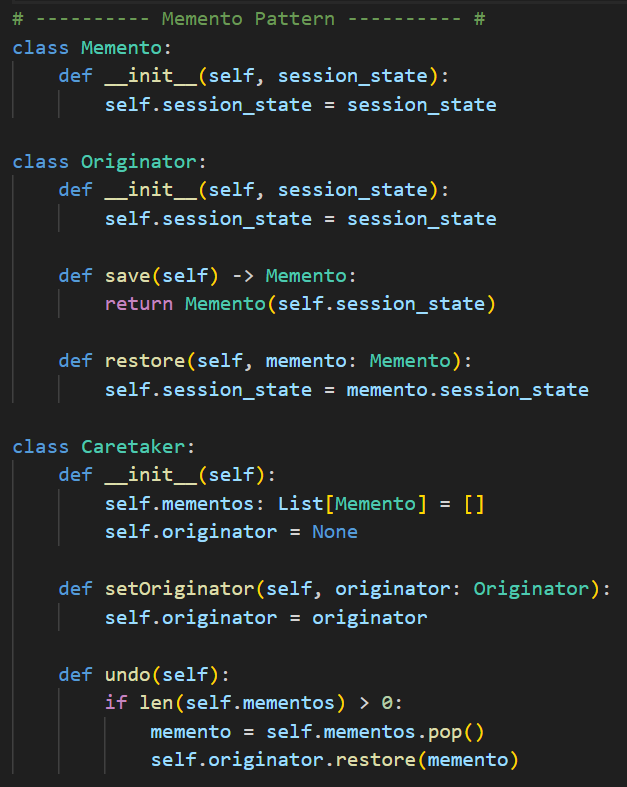 # ---------- Memento Pattern ---------- #
class Memento:
    def __init__(self, session_state):
        self.session_state = session_state

class Originator:
    def __init__(self, session_state):
        self.session_state = session_state

    def save(self) -> Memento:
        return Memento(self.session_state)

    def restore(self, memento: Memento):
        self.session_state = memento.session_state

class Caretaker:
    def __init__(self):
        self.mementos: List[Memento] = []
        self.originator = None

    def setOriginator(self, originator: Originator):
        self.originator = originator

    def undo(self):
        if len(self.mementos) > 0:
            memento = self.mementos.pop()
            self.originator.restore(memento)